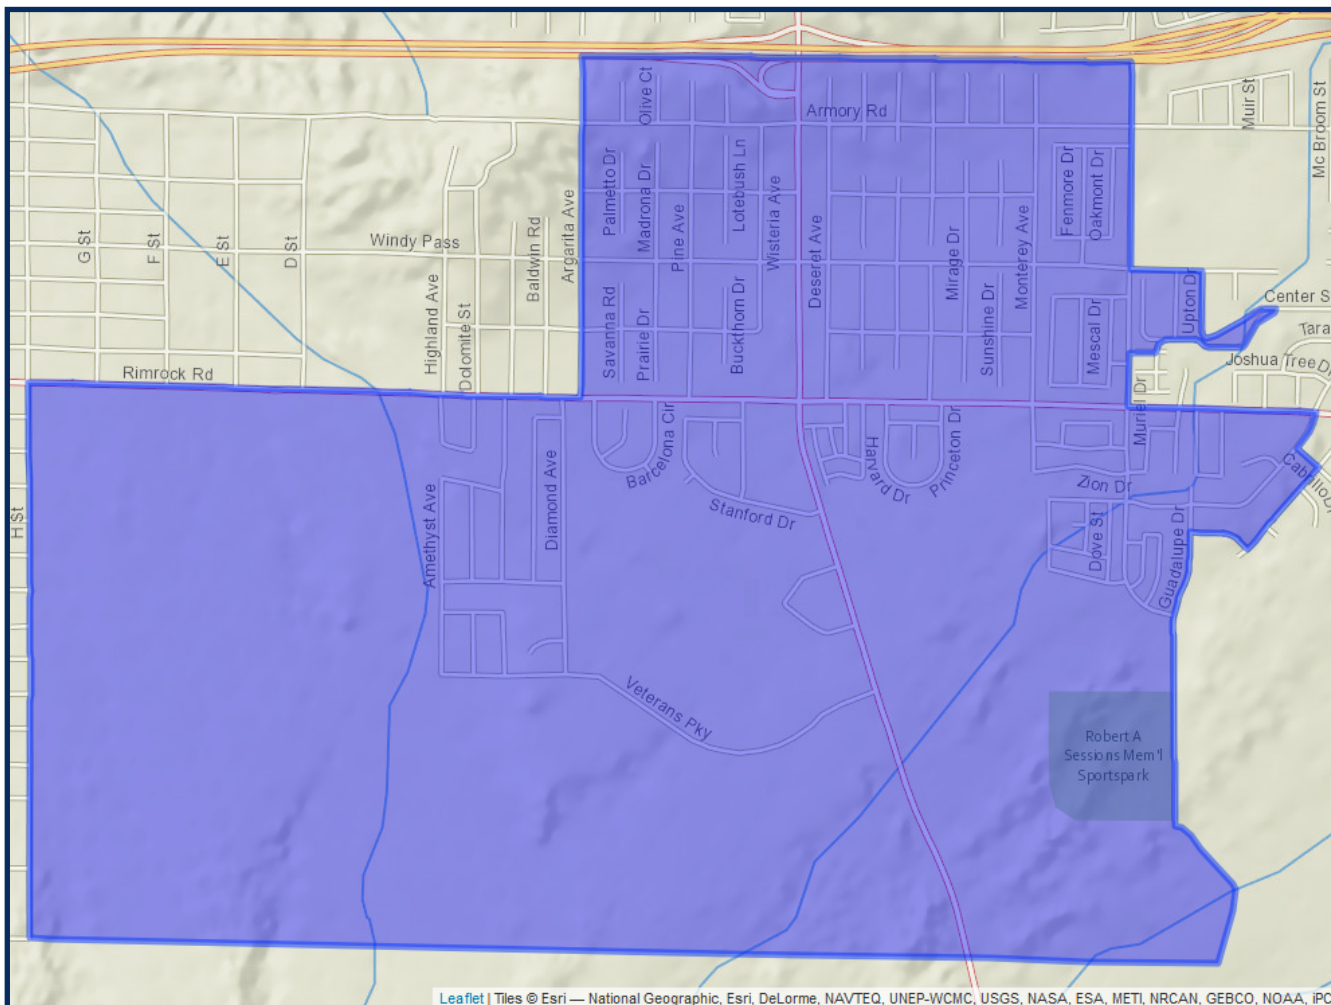 Olive Ct
Armory Rd
Muir St
Mc Broom St
Palmetto Dr
Madrona Dr
Lotebush Ln
Fenmore Dr
Oakmont Dr
G St
F St
E St
D St
Windy Pass
Baldwin Rd
Argarita Ave
Pine Ave
Wisteria Ave
Deseret Ave
Mirage Dr
Monterey Ave
Highland Ave
Dolomite St
Savanna Rd
Prairie Dr
Buckthorn Dr
Sunshine Dr
Mescal Dr
Upton Dr
Center S
Tara
Joshua Tree D
Rimrock Rd
Muriel Dr
Barcelona Cir
Harvard Dr
Princeton Dr
Cabrillo Dr
H St
Amethyst Ave
Diamond Ave
Stanford Dr
Zion Dr
Dove St
Guadalupe Dr
Veterans Pky
Robert A
Sessions Mem'l
Sportspark
Leaflet | Tiles © Esri — National Geographic, Esri, DeLorme, NAVTEQ, UNEP-WCMC, USGS, NASA, ESA, METI, NRCAN, GEBCO, NOAA, iPC